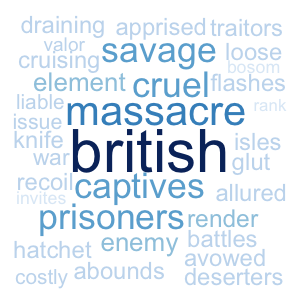 draining apprised traitors
valor savage loose
cruising bosom
element cruel flashes
liable massacre rank
issue
knife british isles
war glut
recoil captives allured
invites
prisoners render
hatchet enemy battles
avowed
costly abounds deserters